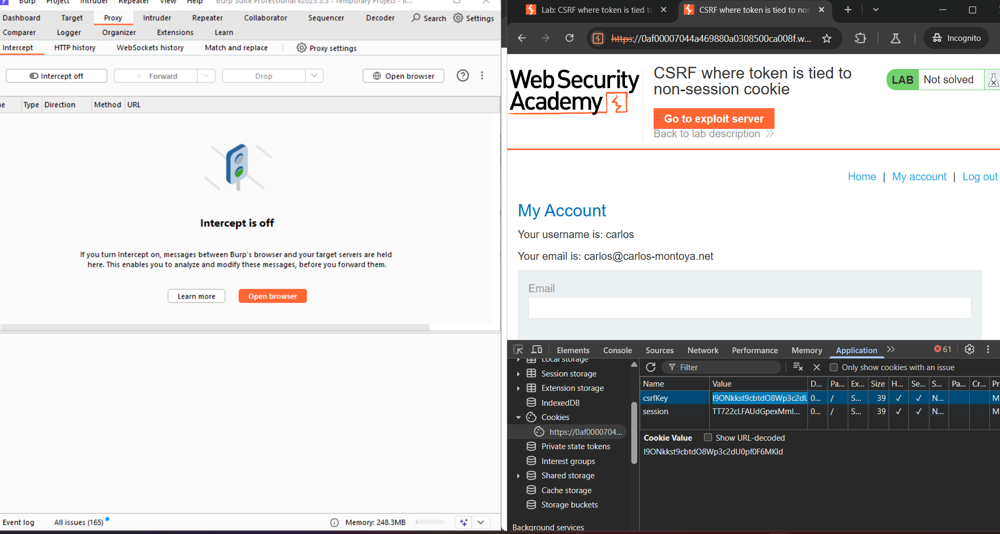 Burp Project Intruder Repeater View Help Burp Suite Professional v2025.3.3 - Temporary Project - li...
Dashboard Target Proxy Intruder Repeater Collaborator Sequencer Decoder Search Settings
Comparer Logger Organizer Extensions Learn
Intercept HTTP history WebSockets history Match and replace Proxy settings
Intercept off Forward Drop Open browser
Type Direction Method URL
Intercept is off
If you turn Intercept on, messages between Burp's browser and your target servers are held
here. This enables you to analyze and modify these messages, before you forward them.
Learn more Open browser
Event log All issues (165) Memory: 248.3MB
Lab: CSRF where token is tied to CSRF where token is tied to non
https://0af00007044a469880a0308500ca008f.w... Incognito
Web Security
Academy
CSRF where token is tied to
non-session cookie
LAB Not solved
Go to exploit server
Back to lab description
Home | My account | Log out
My Account
Your username is: carlos
Your email is: carlos@carlos-montoya.net
Email
Elements Console Sources Network Performance Memory Application 61
Local storage
Session storage
Extension storage
IndexedDB
Cookies
https://0af0000704...
Private state tokens
Interest groups
Shared storage
Cache storage
Storage buckets
Background services
Filter Only show cookies with an issue
Name Value D... Pa... Ex... Size H... Se... S... Pa... Cr... Pr
csrfKey I9ONkkst9cbtdO8Wp3c2dU 0... / S... 39 ✓ ✓ N... M
session TT722cLFAUdGpexMmI... 0... / S... 39 ✓ ✓ N... M
Cookie Value Show URL-decoded
I9ONkkst9cbtdO8Wp3c2dU0pf0F6MKld